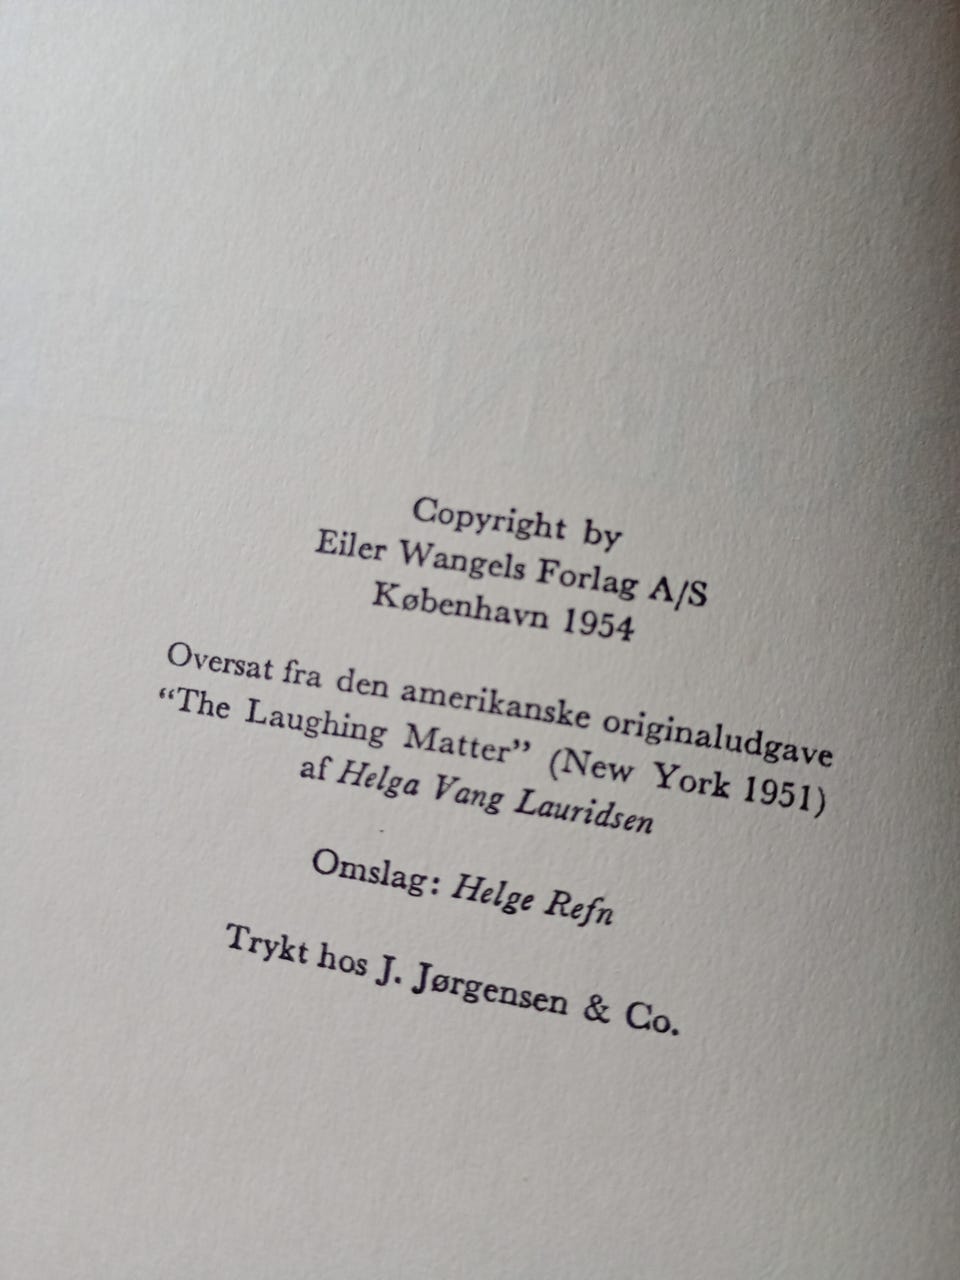 Copyright by
Eiler Wangels Forlag A/S
København 1954
Oversat fra den amerikanske originaludgave
“The Laughing Matter” (New York 1951)
af Helga Vang Lauridsen
Omslag: Helge Refn
Trykt hos J. Jørgensen & Co.